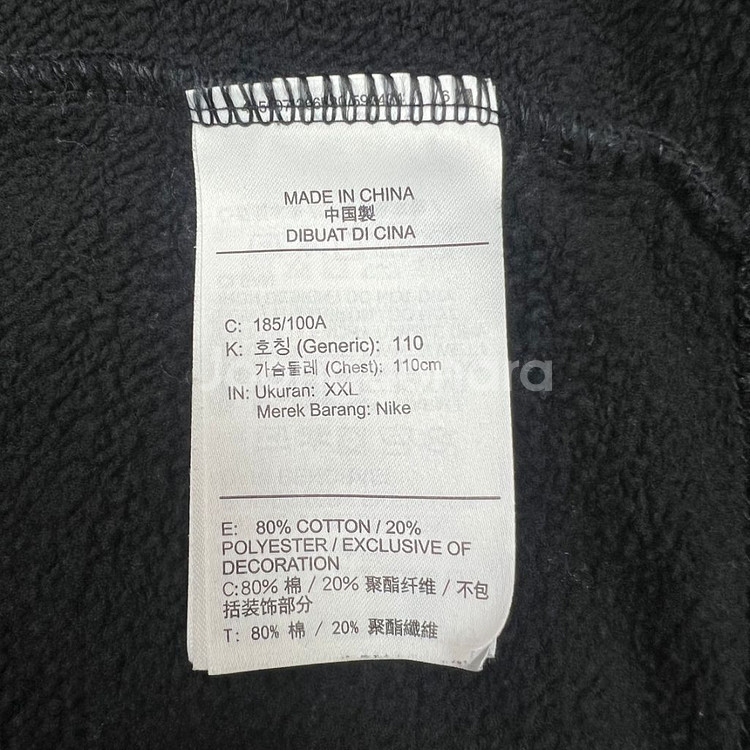 MADE IN CHINA
中国製
DIBUAT DI CINA
C: 185/100A
K: 호칭 (Generic): 110
가슴둘레 (Chest): 110cm
IN: Ukuran: XXL
Merek Barang: Nike
E: 80% COTTON / 20%
POLYESTER / EXCLUSIVE OF
DECORATION
C:80% 棉 / 20% 聚酯纤维 / 不包
括装饰部分
T: 80% 棉 / 20% 聚酯纖維